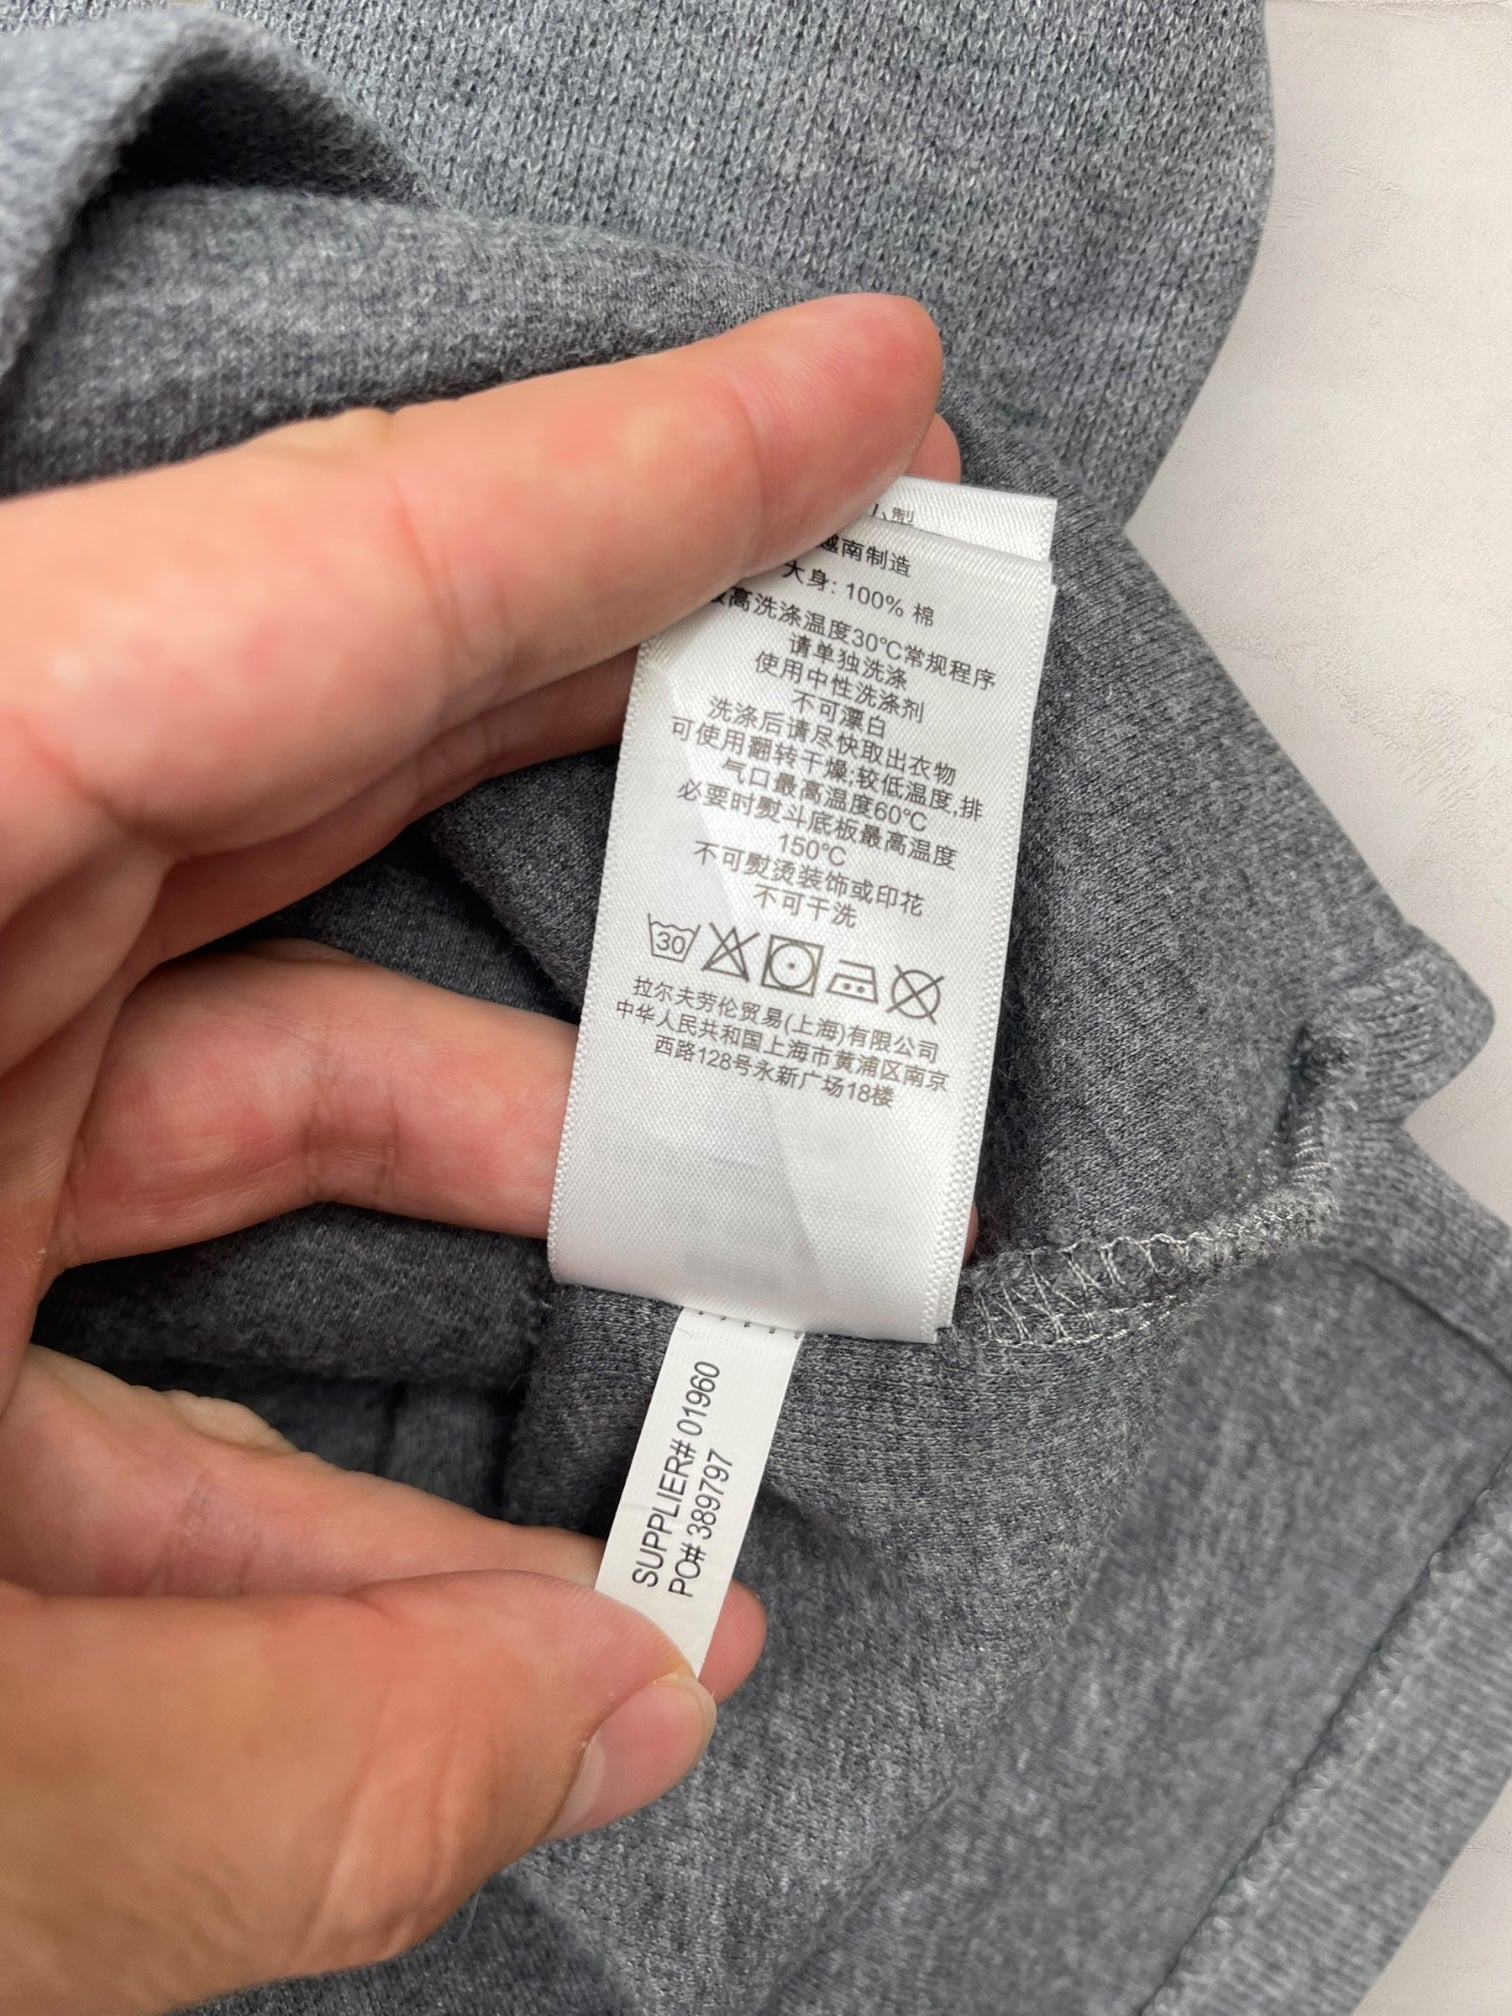 ム製
越南制造
大身: 100% 棉
最高洗涤温度30℃常规程序
请单独洗涤
使用中性洗涤剂
不可漂白
洗涤后请尽快取出衣物
可使用翻转干燥;较低温度,排
气口最高温度60℃
必要时熨斗底板最高温度
150℃
不可熨烫装饰或印花
不可干洗
30
拉尔夫劳伦贸易(上海)有限公司
中华人民共和国上海市黄浦区南京
西路128号永新广场18楼
SUPPLIER# 01960
PO# 389797